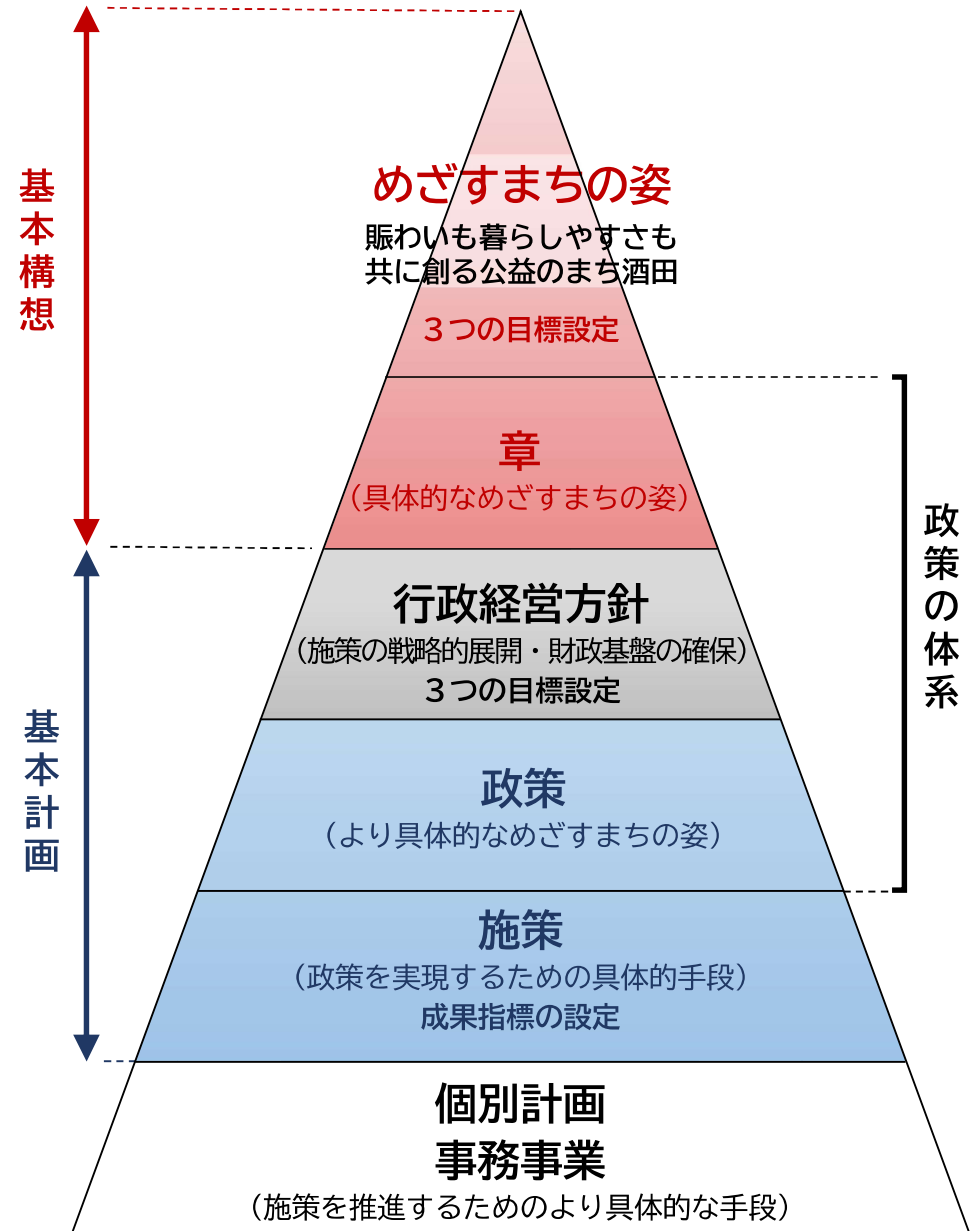 基本構想
めざすまちの姿
賑わいも暮らしやすさも
共に創る公益のまち酒田
３つの目標設定
章
（具体的なめざすまちの姿）
行政経営方針
（施策の戦略的展開・財政基盤の確保）
３つの目標設定
政策の体系
基本計画
政策
（より具体的なめざすまちの姿）
施策
（政策を実現するための具体的手段）
成果指標の設定
個別計画
事務事業
（施策を推進するためのより具体的な手段）